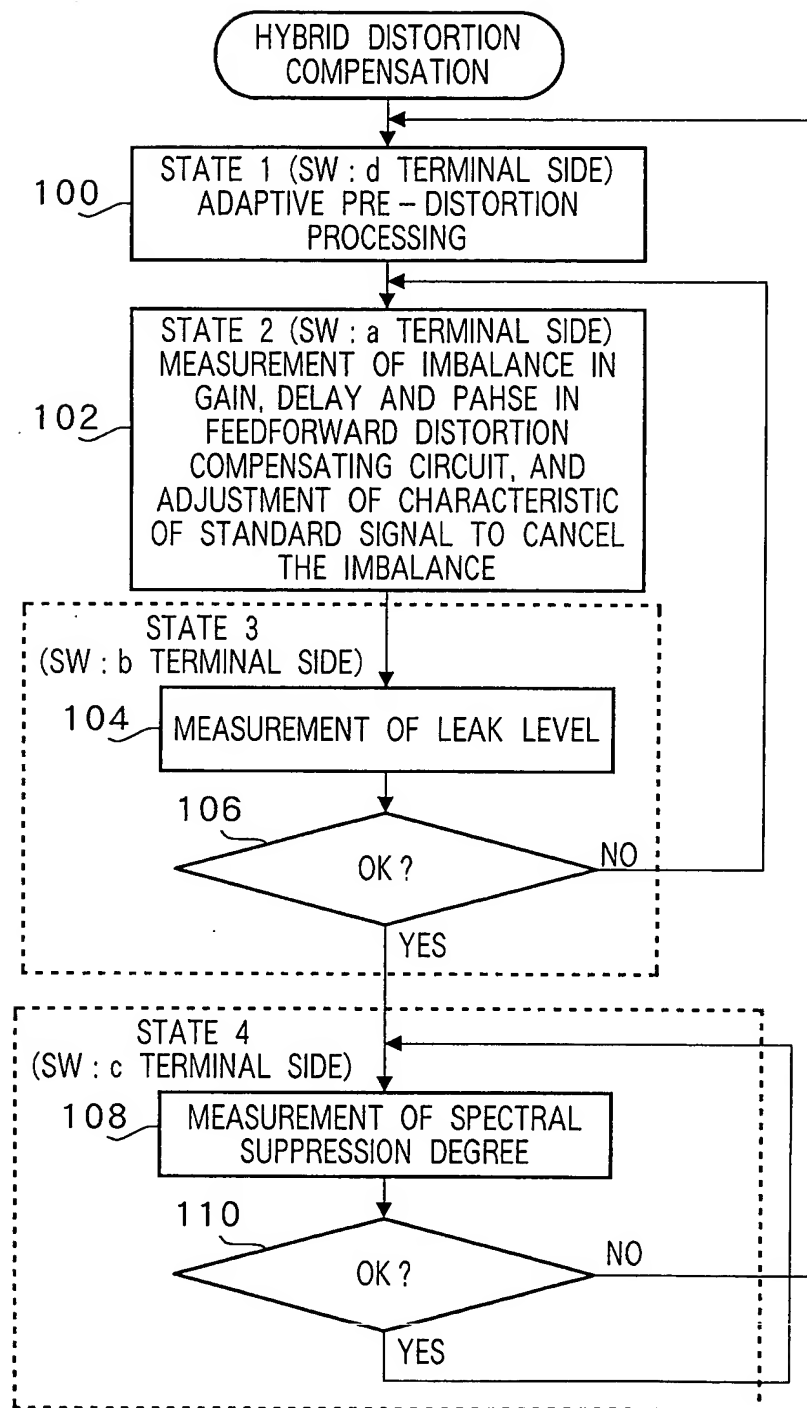 HYBRID DISTORTION
COMPENSATION
STATE 1 (SW : d TERMINAL SIDE)
100
ADAPTIVE PRE-DISTORTION
PROCESSING
STATE 2 (SW : a TERMINAL SIDE)
MEASUREMENT OF IMBALANCE IN
GAIN, DELAY AND PAHSE IN
102
FEEDFORWARD DISTORTION
COMPENSATING CIRCUIT, AND
ADJUSTMENT OF CHARACTERISTIC
OF STANDARD SIGNAL TO CANCEL
THE IMBALANCE
STATE 3
(SW : b TERMINAL SIDE)
104
MEASUREMENT OF LEAK LEVEL
106
OK ?
NO
YES
STATE 4
(SW : c TERMINAL SIDE)
108
MEASUREMENT OF SPECTRAL
SUPPRESSION DEGREE
110
OK ?
NO
YES